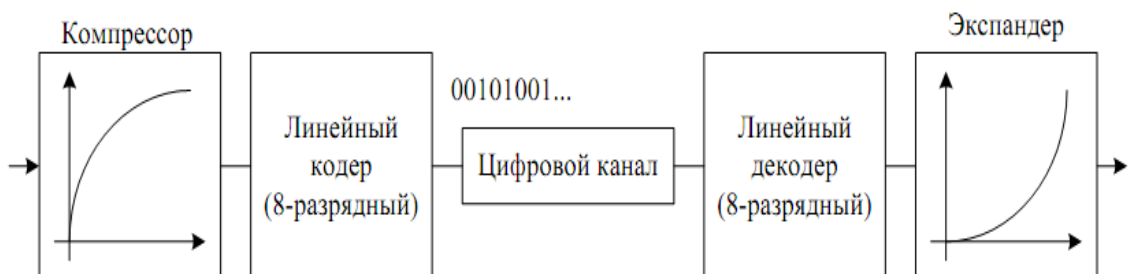 Компрессор
Экспандер
00101001...
Линейный
кодер
(8-разрядный)
Цифровой канал
Линейный
декодер
(8-разрядный)